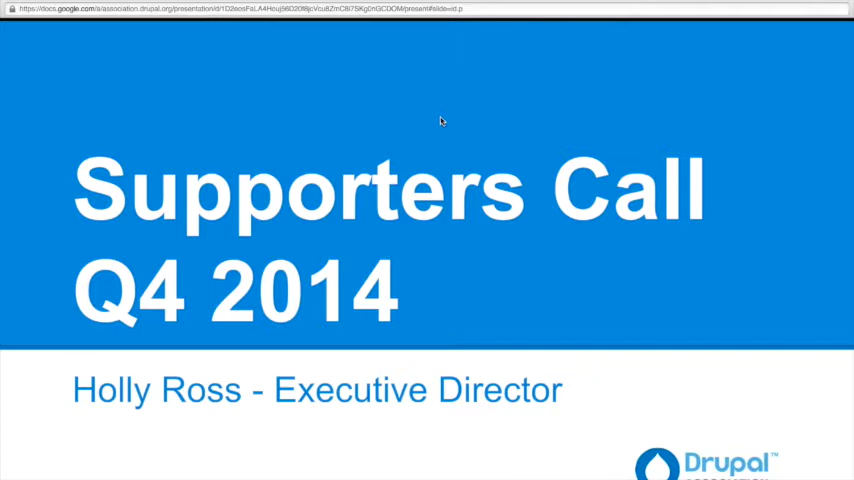 Supporters Call
Q4 2014
Holly Ross - Executive Director
Drupal™